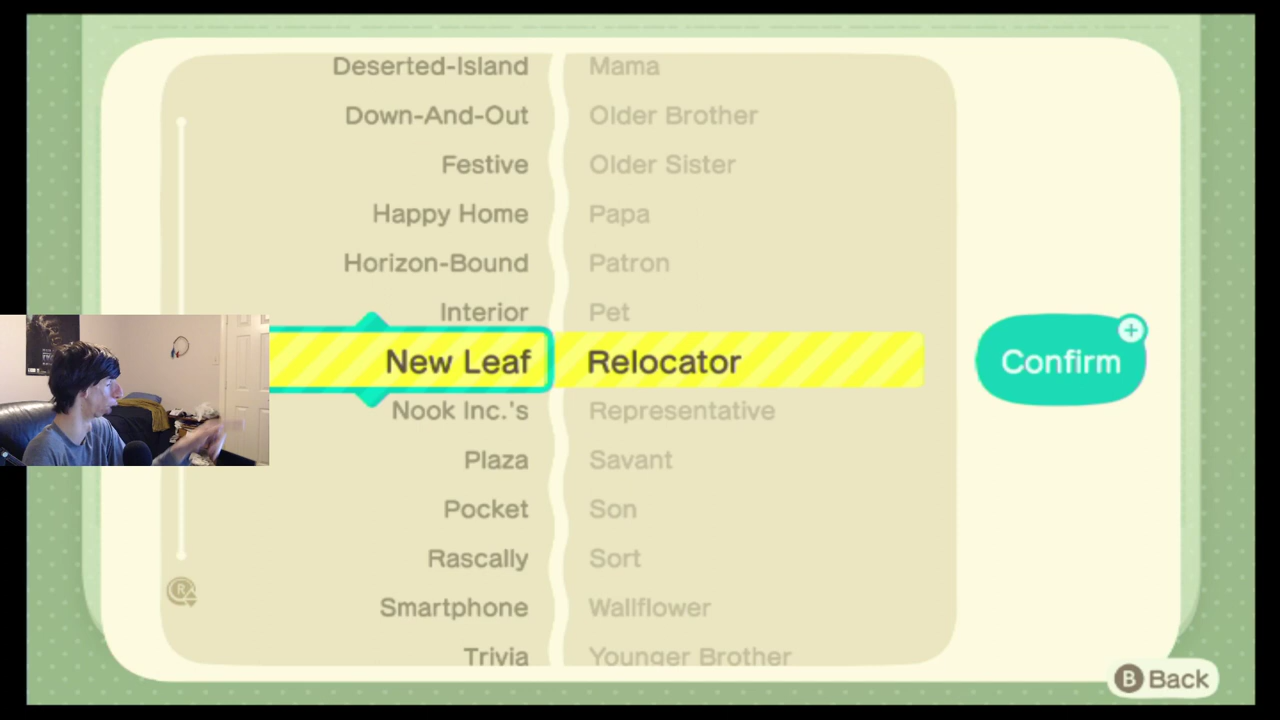 Deserted-Island Mama
Down-And-Out Older Brother
Festive Older Sister
Happy Home Papa
Horizon-Bound Patron
Interior Pet
New Leaf Relocator
Confirm
Nook Inc.'s Representative
Plaza Savant
Pocket Son
Rascally Sort
R
Smartphone Wallflower
Trivia Younger Brother
B Back